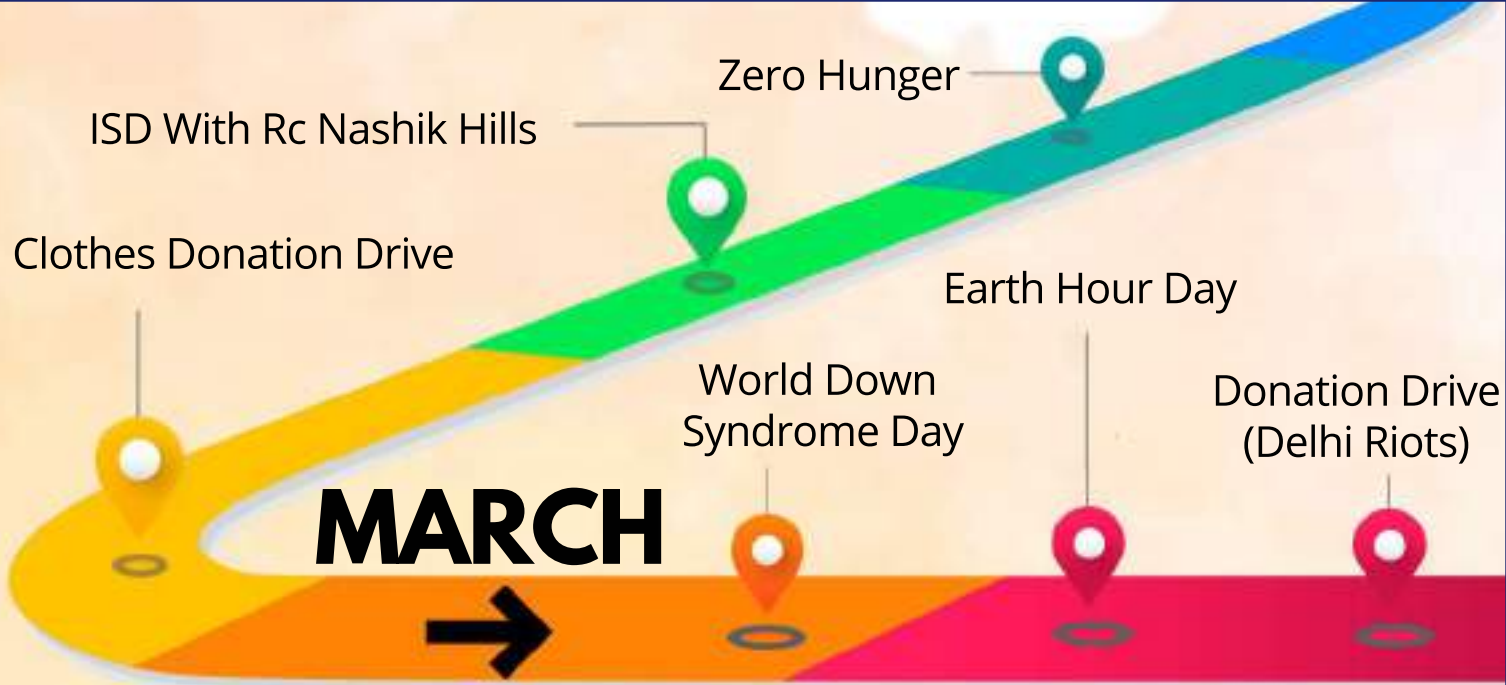 Zero Hunger
ISD With Rc Nashik Hills
Clothes Donation Drive
Earth Hour Day
World Down
Syndrome Day
Donation Drive
(Delhi Riots)
MARCH